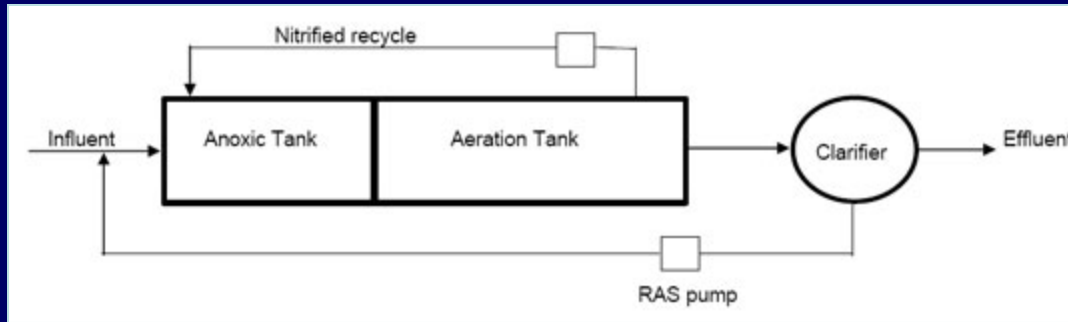 Nitrified recycle
Influent
Anoxic Tank
Aeration Tank
Clarifier
Effluent
RAS pump